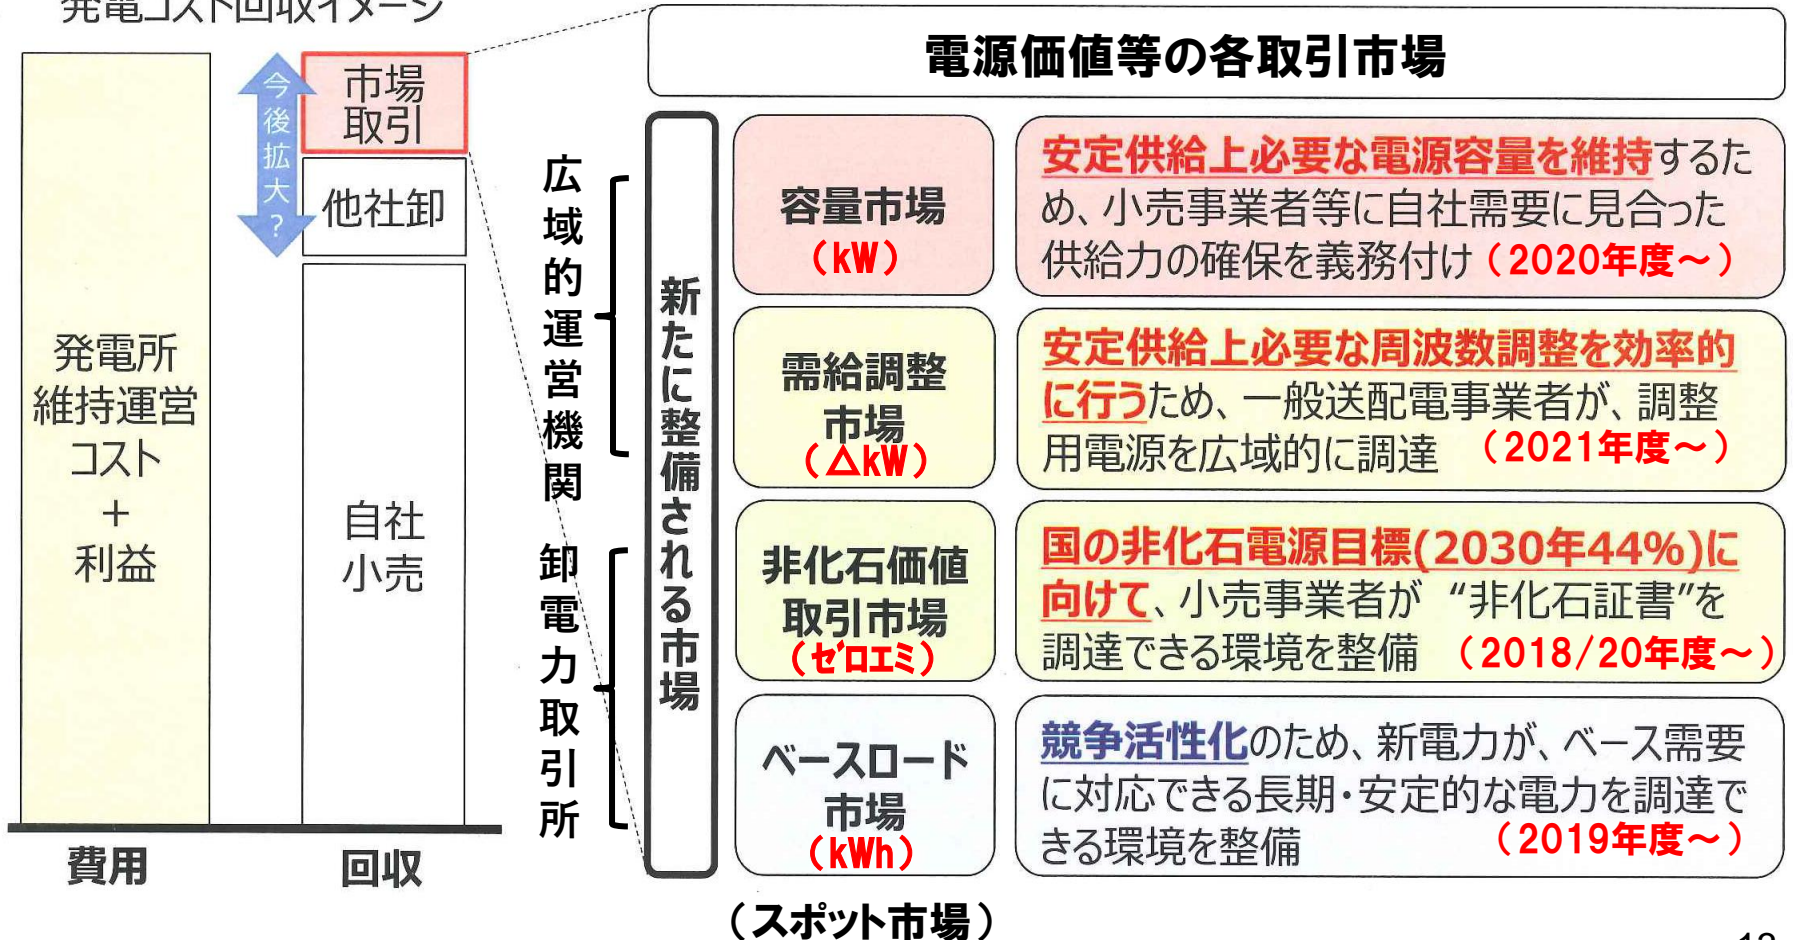 発電コスト回収イメージ
市場
取引
今後拡大?
他社卸
自社
小売
発電所
維持運営
コスト
+
利益
費用
回収
電源価値等の各取引市場
広域的運営機関
卸電力取引所
新たに整備される市場
容量市場
(kW)
安定供給上必要な電源容量を維持するた
め、小売事業者等に自社需要に見合った
供給力の確保を義務付け(2020年度～)
需給調整
市場
(△kW)
安定供給上必要な周波数調整を効率的
に行うため、一般送配電事業者が、調整
用電源を広域的に調達 (2021年度～)
非化石価値
取引市場
(ゼロエミ)
国の非化石電源目標(2030年44%)に
向けて、小売事業者が “非化石証書”を
調達できる環境を整備 (2018/20年度～)
ベースロード
市場
(kWh)
競争活性化のため、新電力が、ベース需要
に対応できる長期・安定的な電力を調達で
きる環境を整備 (2019年度～)
(スポット市場)